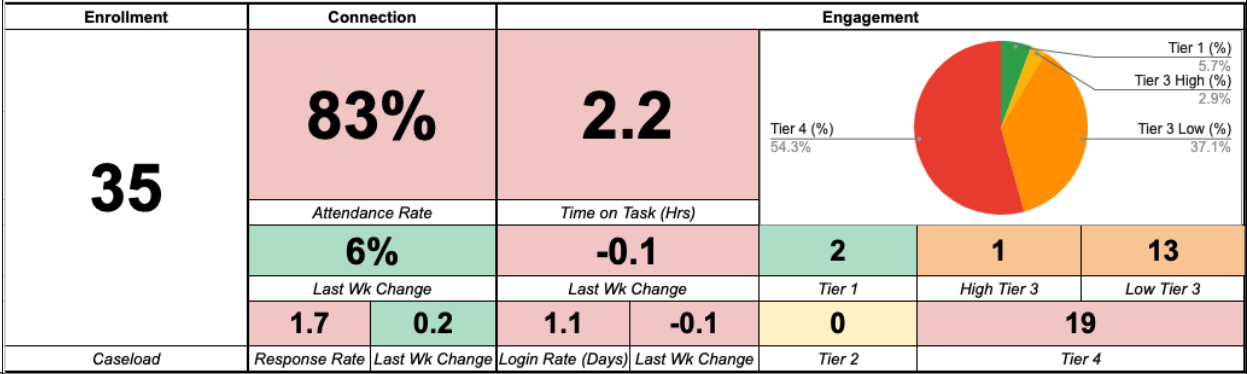 Enrollment
Connection
Engagement
35
83%
2.2
Tier 1 (%)
5.7%
Tier 3 High (%)
2.9%
Tier 4 (%)
54.3%
Tier 3 Low (%)
37.1%
Attendance Rate
Time on Task (Hrs)
6%
-0.1
2
1
13
Last Wk Change
Last Wk Change
Tier 1
High Tier 3
Low Tier 3
1.7
0.2
1.1
-0.1
0
19
Caseload
Response Rate
Last Wk Change
Login Rate (Days)
Last Wk Change
Tier 2
Tier 4